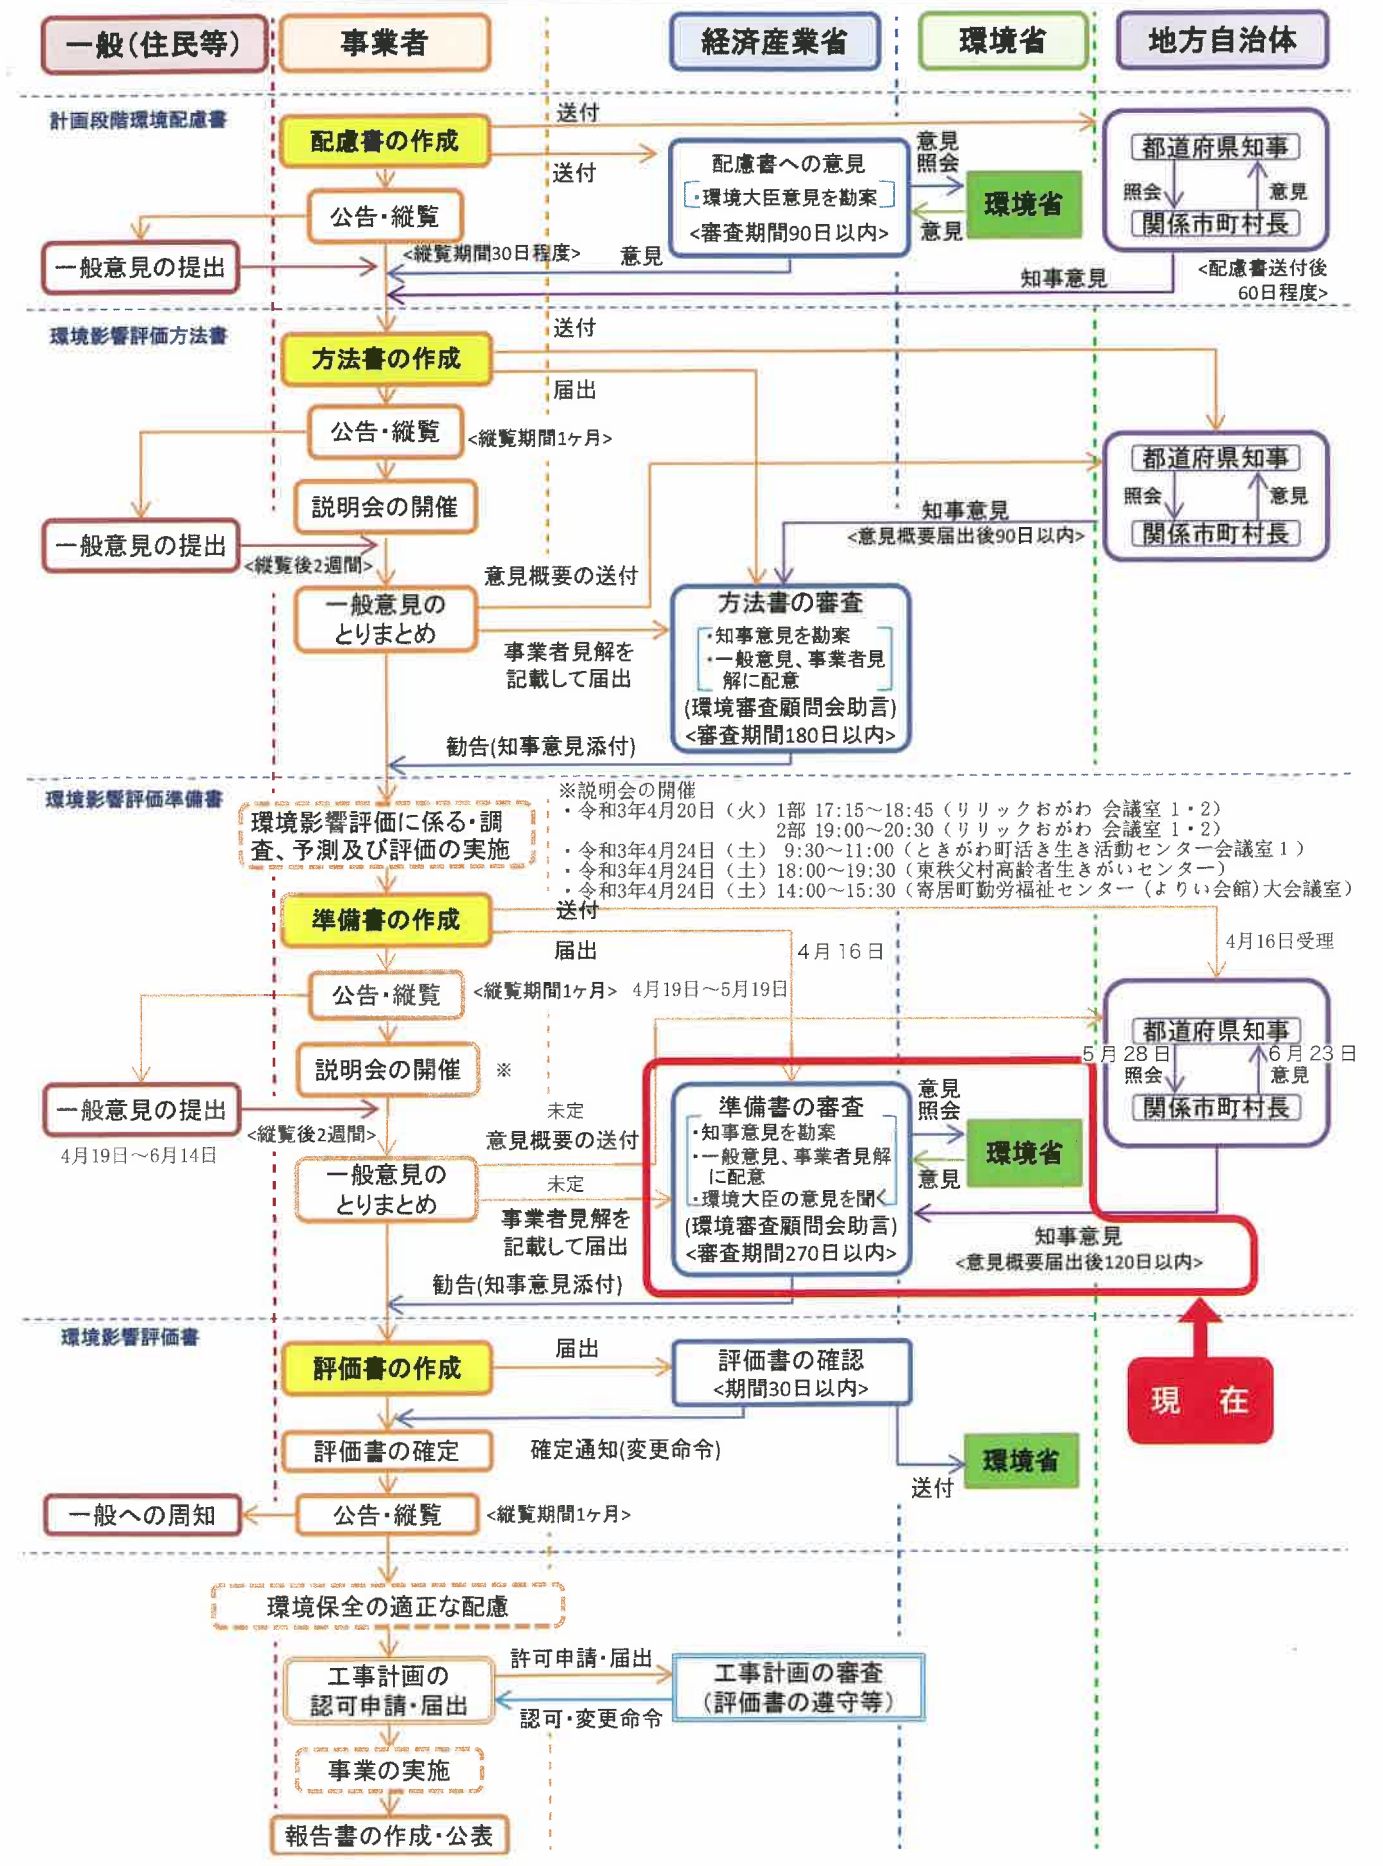 一般(住民等)
事業者
経済産業省
環境省
地方自治体
計画段階環境配慮書
配慮書の作成
送付
送付
公告・縦覧
<縦覧期間30日程度>
一般意見の提出
配慮書への意見
・環境大臣意見を勘案
<審査期間90日以内>
意見
照会
環境省
意見
意見
都道府県知事
照会
意見
関係市町村長
知事意見
<配慮書送付後
60日程度>
環境影響評価方法書
方法書の作成
送付
届出
公告・縦覧
<縦覧期間1ヶ月>
説明会の開催
一般意見の提出
<縦覧後2週間>
一般意見の
とりまとめ
意見概要の送付
事業者見解を
記載して届出
都道府県知事
照会
意見
関係市町村長
知事意見
<意見概要届出後90日以内>
方法書の審査
・知事意見を勘案
・一般意見、事業者見
解に配意
(環境審査顧問会助言)
<審査期間180日以内>
勧告(知事意見添付)
環境影響評価準備書
環境影響評価に係る・調
査、予測及び評価の実施
※説明会の開催
・令和3年4月20日（火）1部 17:15～18:45（リリックおがわ 会議室 1・2）
2部 19:00～20:30（リリックおがわ 会議室 1・2）
・令和3年4月24日（土） 9:30～11:00（ときがわ町活き生き活動センター会議室１）
・令和3年4月24日（土）18:00～19:30（東秩父村高齢者生きがいセンター）
・令和3年4月24日（土）14:00～15:30（寄居町勤労福祉センター（よりい会館）大会議室）
準備書の作成
送付
届出
4月16日
4月16日受理
公告・縦覧
<縦覧期間1ヶ月>
4月19日～5月19日
説明会の開催
※
一般意見の提出
<縦覧後2週間>
4月19日～6月14日
未定
意見概要の送付
一般意見の
とりまとめ
未定
事業者見解を
記載して届出
都道府県知事
5月28日
6月23日
照会
意見
関係市町村長
準備書の審査
・知事意見を勘案
・一般意見、事業者見解
に配意
・環境大臣の意見を聞く
(環境審査顧問会助言)
<審査期間270日以内>
意見
照会
環境省
意見
知事意見
<意見概要届出後120日以内>
勧告(知事意見添付)
現 在
環境影響評価書
評価書の作成
届出
評価書の確認
<期間30日以内>
評価書の確定
確定通知(変更命令)
環境省
送付
一般への周知
公告・縦覧
<縦覧期間1ヶ月>
環境保全の適正な配慮
工事計画の
認可申請・届出
許可申請・届出
認可・変更命令
工事計画の審査
(評価書の遵守等)
事業の実施
報告書の作成・公表